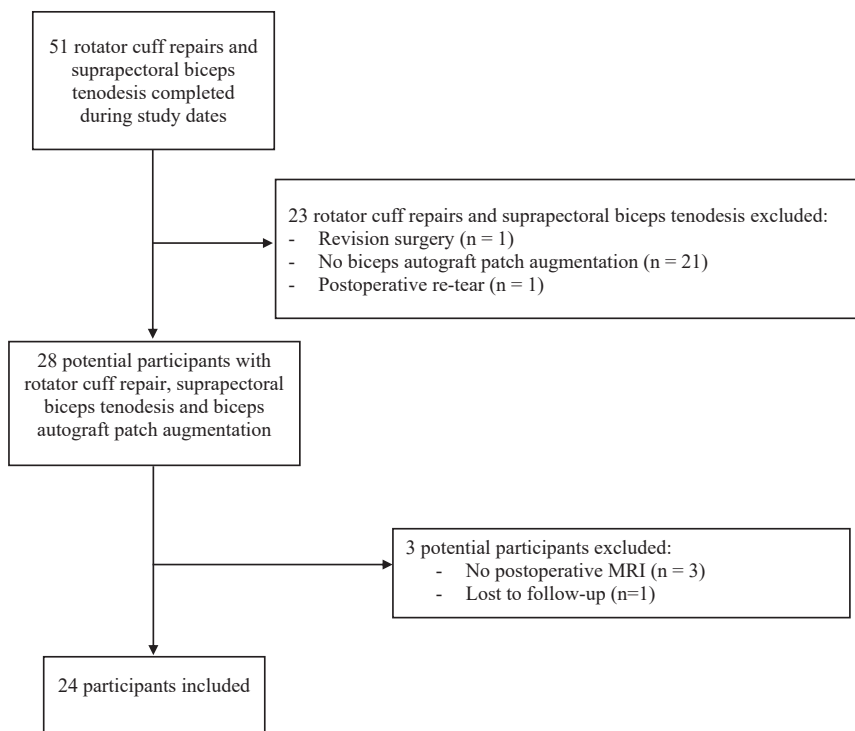 51 rotator cuff repairs and
suprapectoral biceps
tenodesis completed
during study dates
23 rotator cuff repairs and suprapectoral biceps tenodesis excluded:
- Revision surgery (n = 1)
- No biceps autograft patch augmentation (n = 21)
- Postoperative re-tear (n = 1)
28 potential participants with
rotator cuff repair, suprapectoral
biceps tenodesis and biceps
autograft patch augmentation
3 potential participants excluded:
- No postoperative MRI (n = 3)
- Lost to follow-up (n=1)
24 participants included